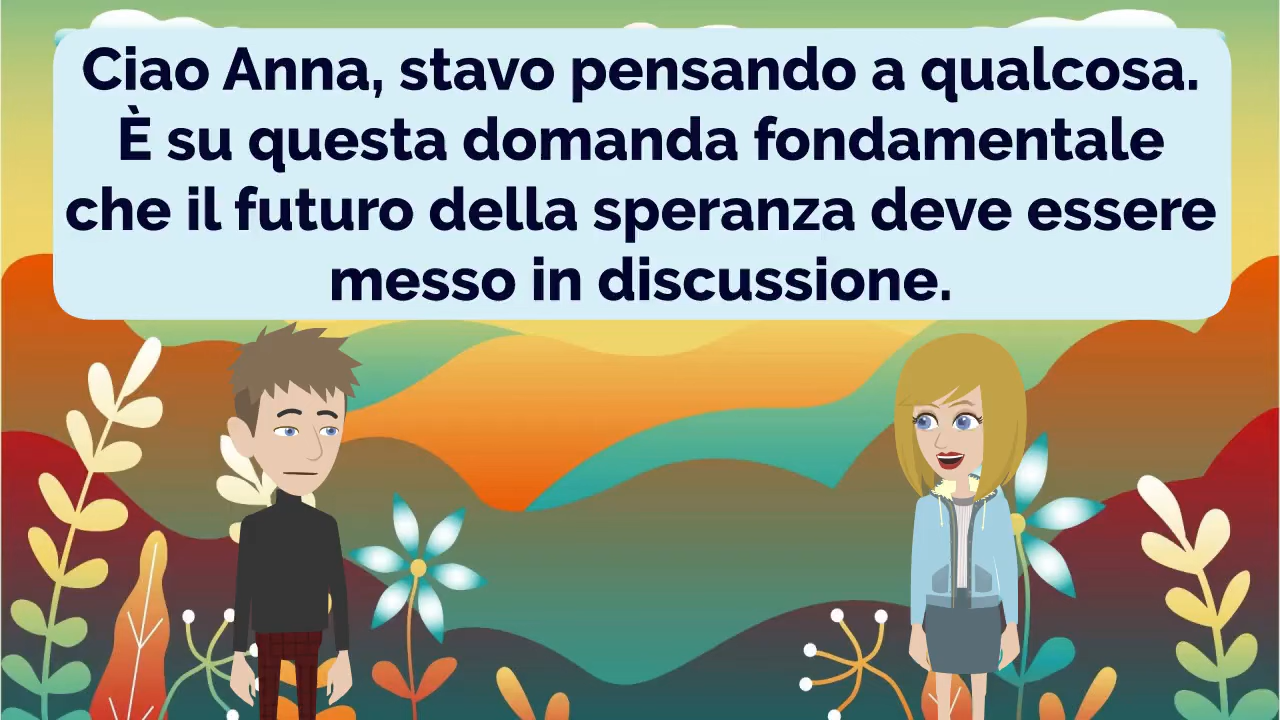 Ciao Anna, stavo pensando a qualcosa.
È su questa domanda fondamentale
che il futuro della speranza deve essere
messo in discussione.